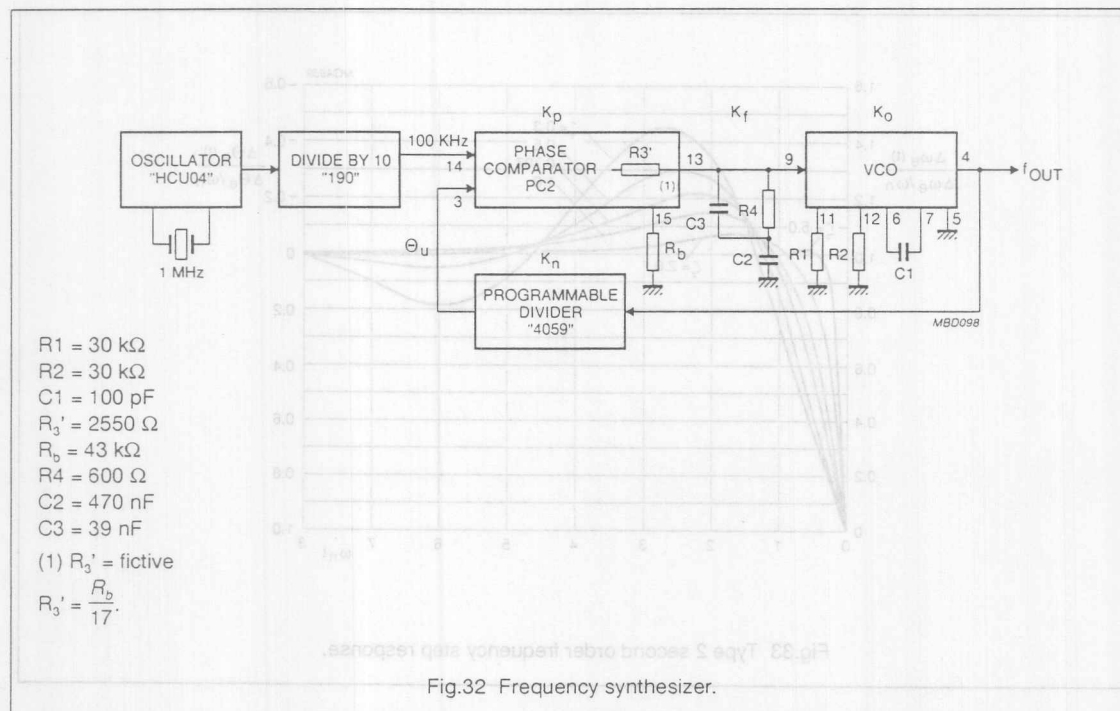 K_p
K_f
K_o
OSCILLATOR
"HCU04"
DIVIDE BY 10
"190"
100 KHz
14
3
PHASE
COMPARATOR
PC2
R3'
(1)
13
15
R_b
C3
R4
C2
9
VCO
4
f_OUT
11
12
6
7
5
R1
R2
C1
1 MHz
Θ_u
K_n
PROGRAMMABLE
DIVIDER
"4059"
MBD098
R1 = 30 kΩ
R2 = 30 kΩ
C1 = 100 pF
R_3' = 2550 Ω
R_b = 43 kΩ
R4 = 600 Ω
C2 = 470 nF
C3 = 39 nF
(1) R_3' = fictive
R_3' = R_b/17.
Fig.33 Type 2 second order frequency step response.
Fig.32 Frequency synthesizer.